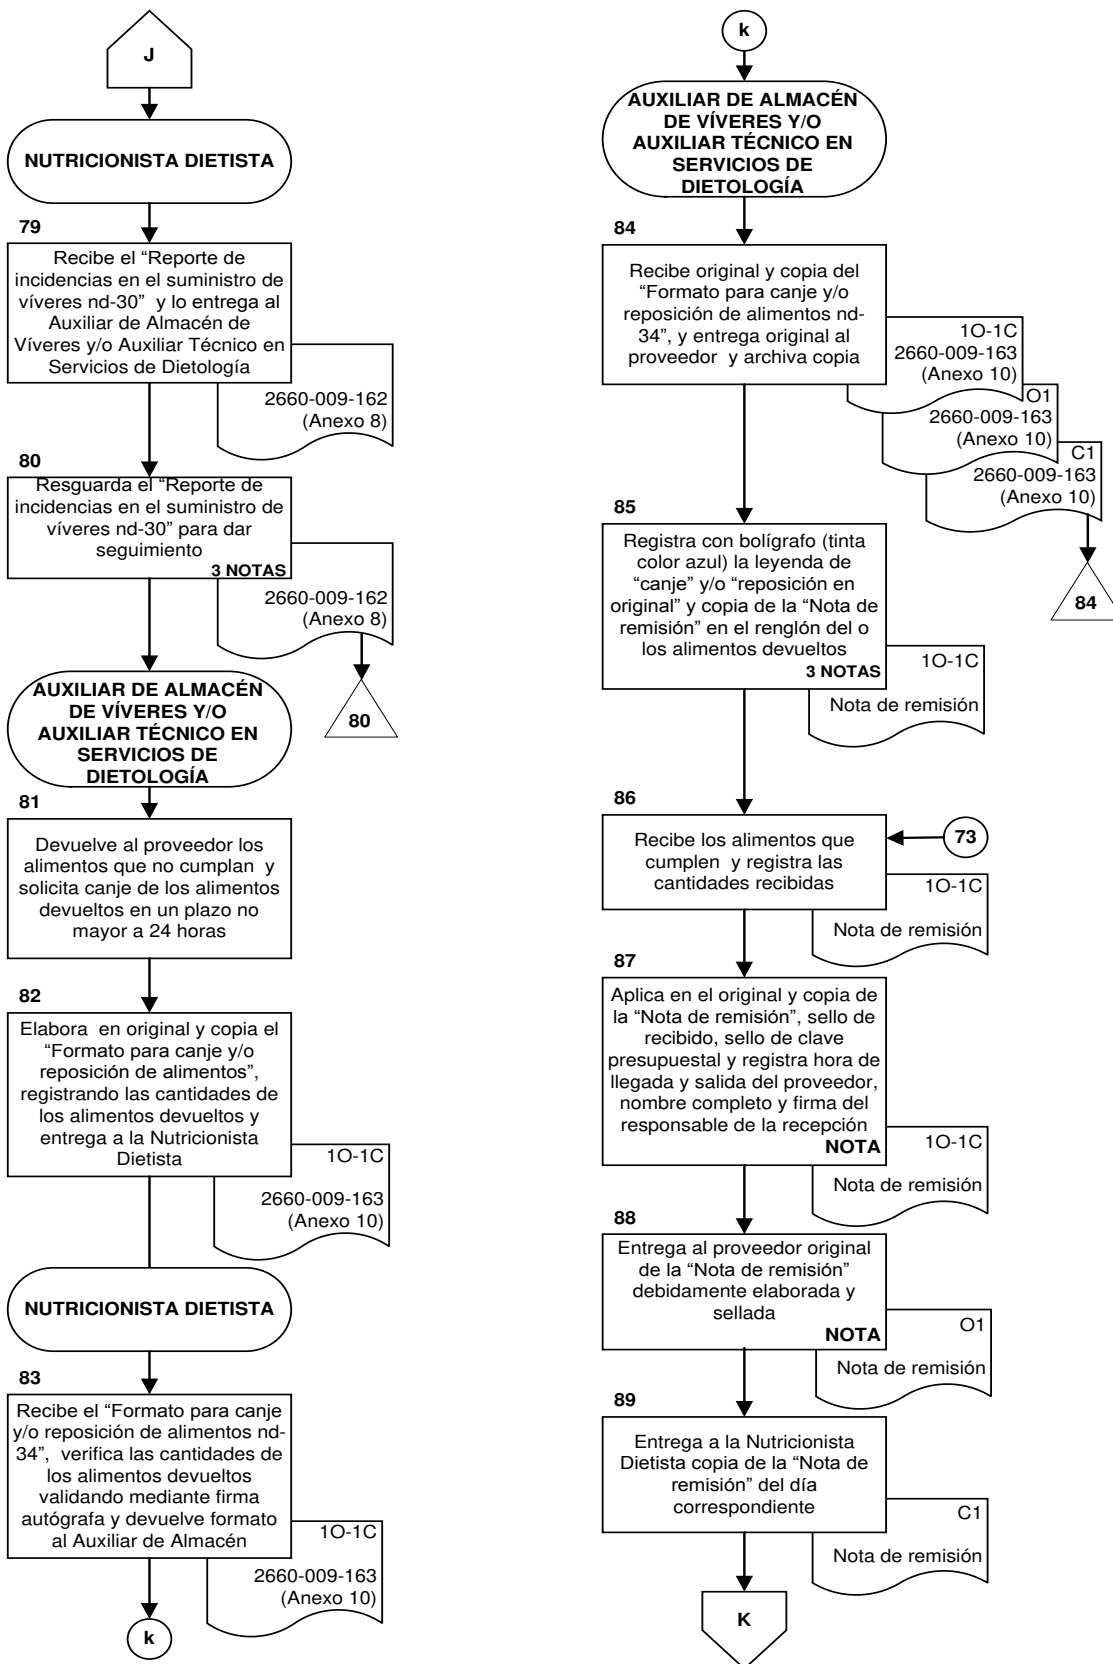 J
NUTRICIONISTA DIETISTA
79
Recibe el “Reporte de
incidencias en el suministro de
víveres nd-30” y lo entrega al
Auxiliar de Almacén de
Víveres y/o Auxiliar Técnico en
Servicios de Dietología
2660-009-162
(Anexo 8)
80
Resguarda el “Reporte de
incidencias en el suministro de
víveres nd-30” para dar
seguimiento
3 NOTAS
2660-009-162
(Anexo 8)
80
AUXILIAR DE ALMACÉN
DE VÍVERES Y/O
AUXILIAR TÉCNICO EN
SERVICIOS DE
DIETOLOGÍA
81
Devuelve al proveedor los
alimentos que no cumplan y
solicita canje de los alimentos
devueltos en un plazo no
mayor a 24 horas
82
Elabora en original y copia el
“Formato para canje y/o
reposición de alimentos”,
registrando las cantidades de
los alimentos devueltos y
entrega a la Nutricionista
Dietista
1O-1C
2660-009-163
(Anexo 10)
NUTRICIONISTA DIETISTA
83
Recibe el “Formato para canje
y/o reposición de alimentos nd-
34”, verifica las cantidades de
los alimentos devueltos
validando mediante firma
autógrafa y devuelve formato
al Auxiliar de Almacén
1O-1C
2660-009-163
(Anexo 10)
k
k
AUXILIAR DE ALMACÉN
DE VÍVERES Y/O
AUXILIAR TÉCNICO EN
SERVICIOS DE
DIETOLOGÍA
84
Recibe original y copia del
“Formato para canje y/o
reposición de alimentos nd-
34”, y entrega original al
proveedor y archiva copia
1O-1C
2660-009-163
(Anexo 10)
O1
2660-009-163
(Anexo 10)
C1
2660-009-163
(Anexo 10)
84
85
Registra con bolígrafo (tinta
color azul) la leyenda de
“canje” y/o “reposición en
original” y copia de la “Nota de
remisión” en el renglón del o
los alimentos devueltos
3 NOTAS
1O-1C
Nota de remisión
86
Recibe los alimentos que
cumplen y registra las
cantidades recibidas
73
1O-1C
Nota de remisión
87
Aplica en el original y copia de
la “Nota de remisión”, sello de
recibido, sello de clave
presupuestal y registra hora de
llegada y salida del proveedor,
nombre completo y firma del
responsable de la recepción
NOTA
1O-1C
Nota de remisión
88
Entrega al proveedor original
de la “Nota de remisión”
debidamente elaborada y
sellada
NOTA
O1
Nota de remisión
89
Entrega a la Nutricionista
Dietista copia de la “Nota de
remisión” del día
correspondiente
C1
Nota de remisión
K